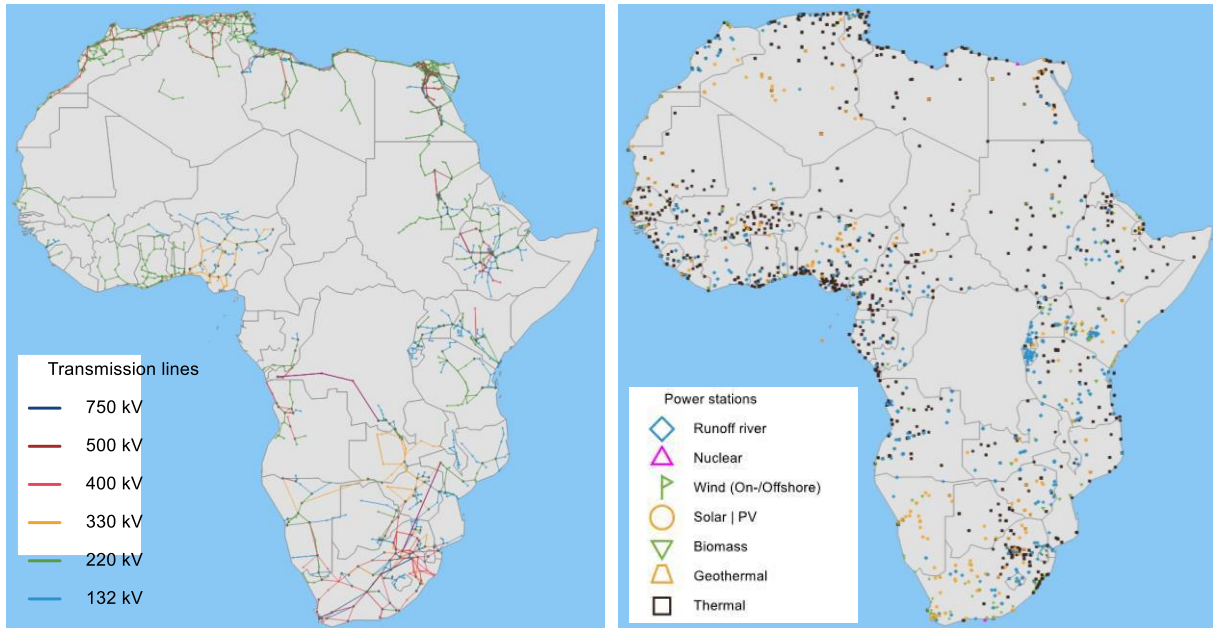 Transmission lines
750 kV
500 kV
400 kV
330 kV
220 kV
132 kV
Power stations
Runoff river
Nuclear
Wind (On-/Offshore)
Solar | PV
Biomass
Geothermal
Thermal